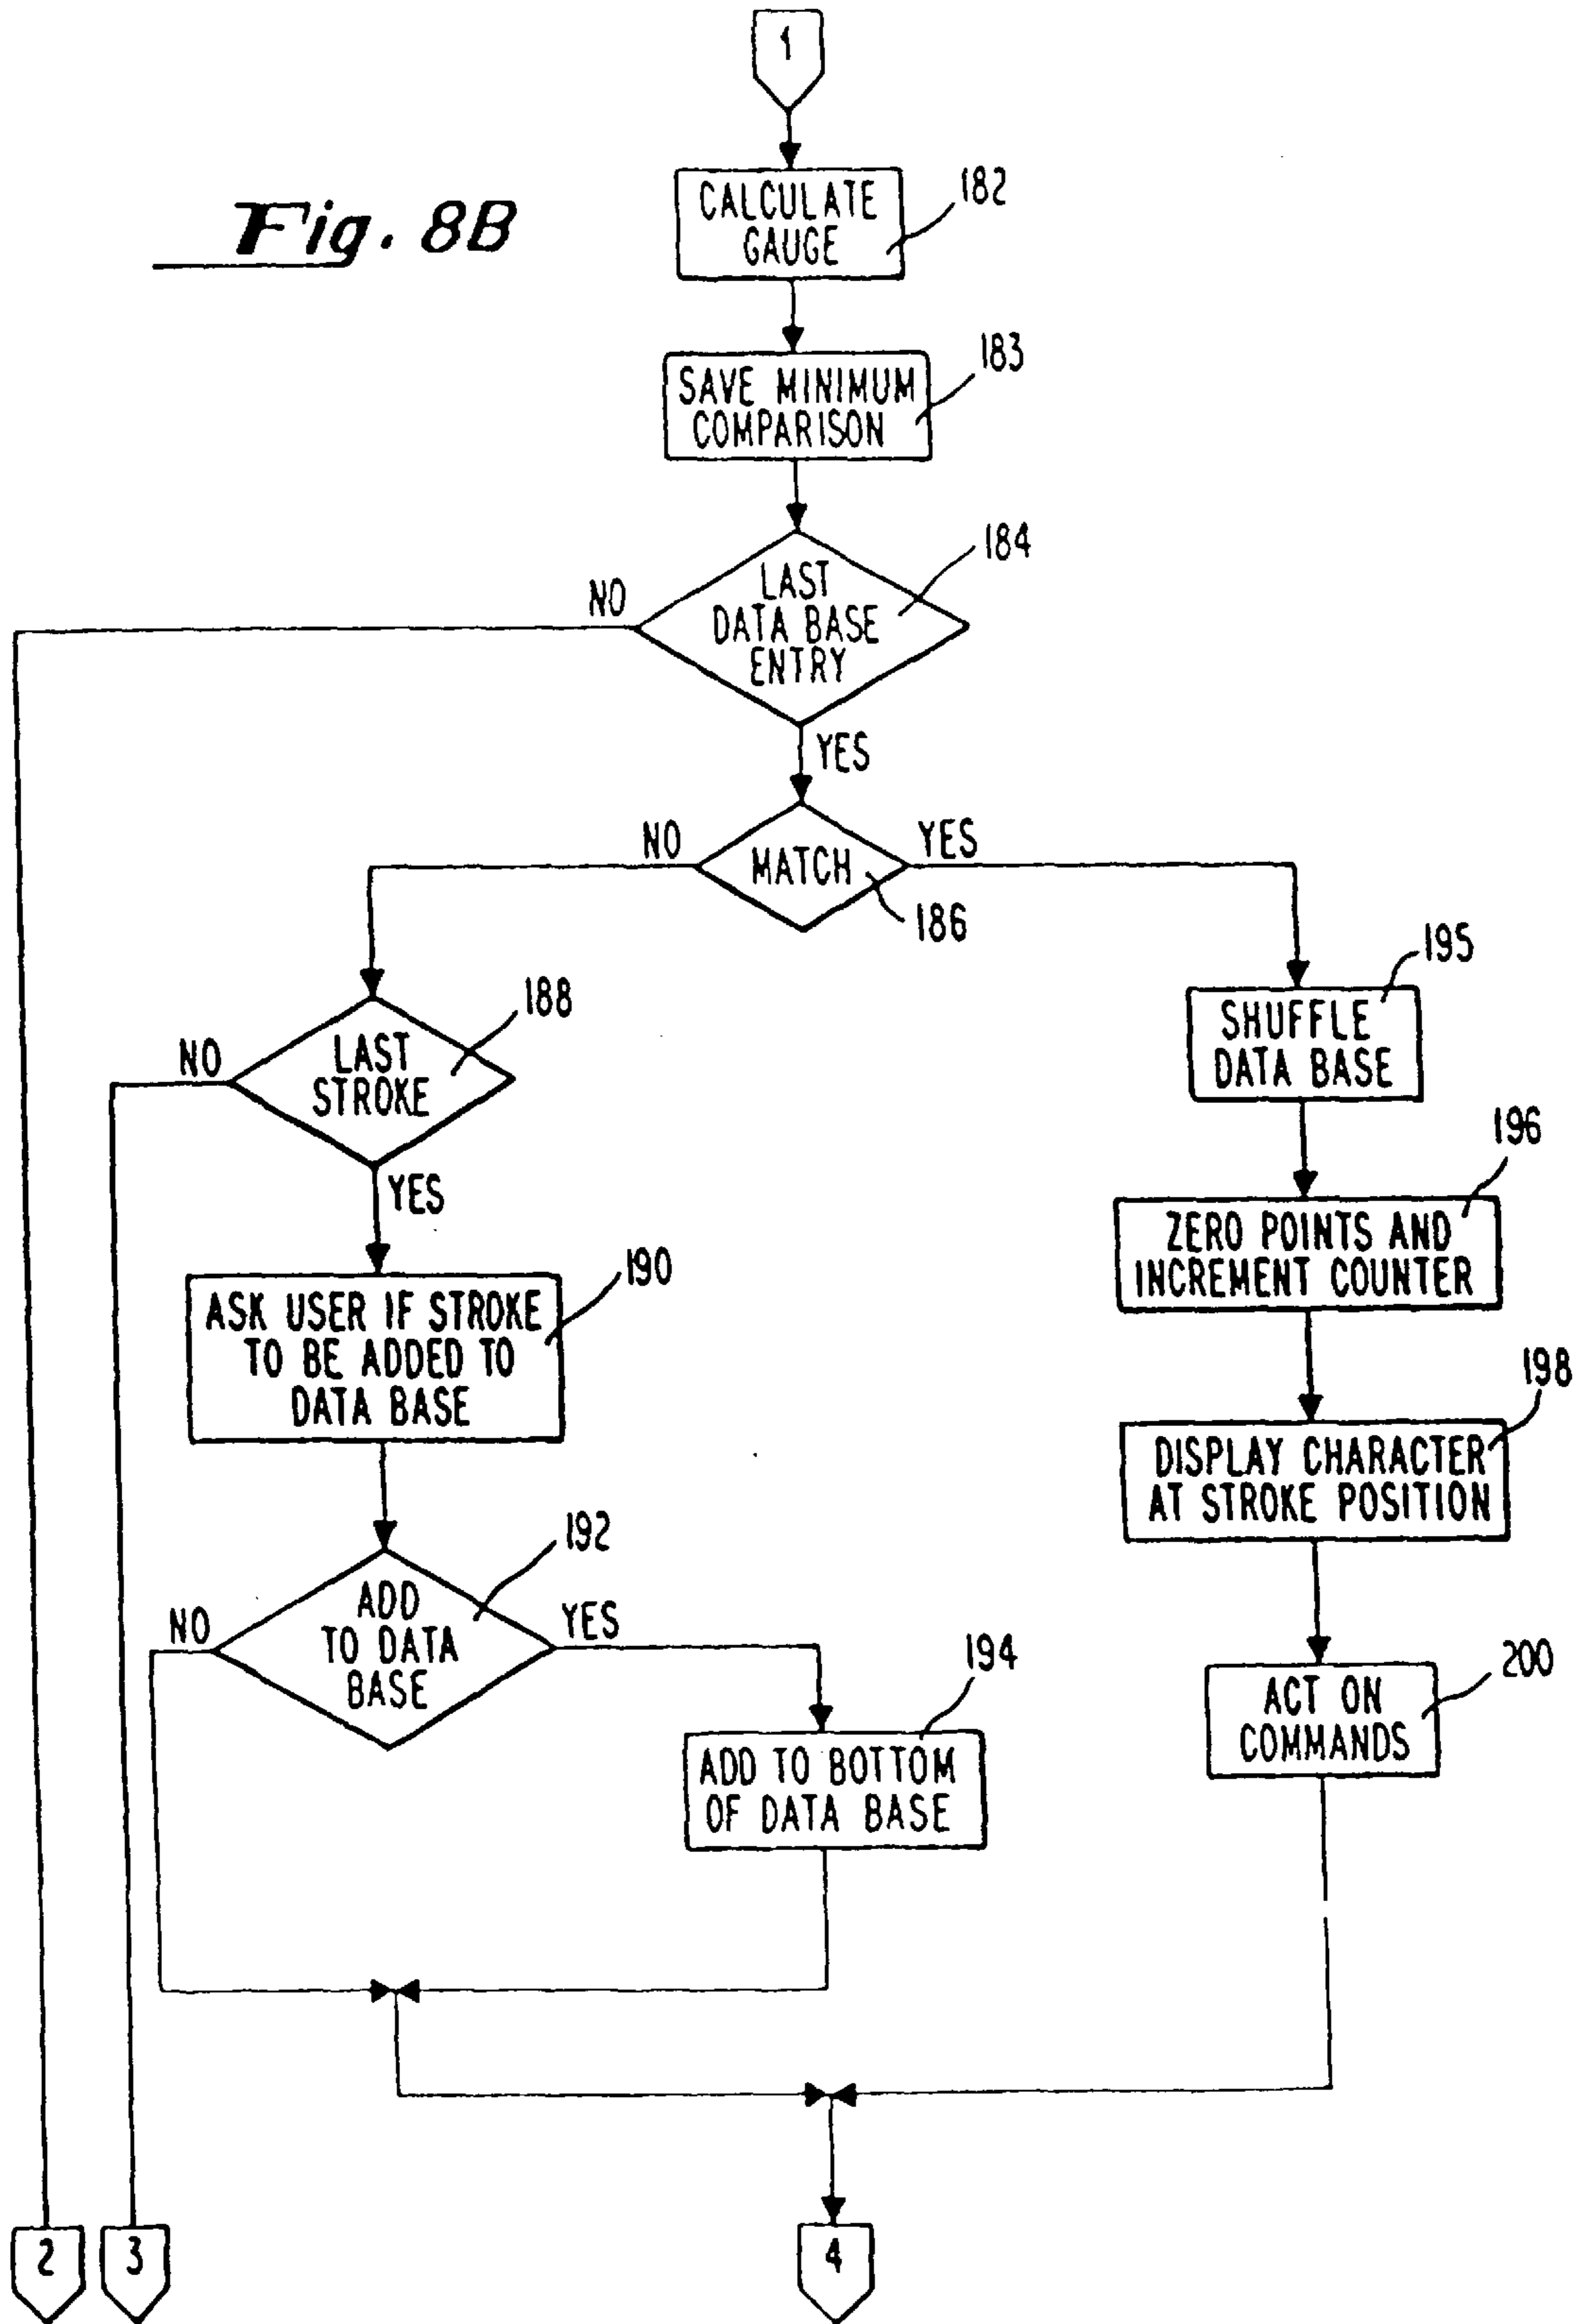 1
Fig. 8B
CALCULATE
GAUGE
182
SAVE MINIMUM
COMPARISON
183
LAST
DATA BASE
ENTRY
184
NO
YES
MATCH
186
NO
YES
LAST
STROKE
188
NO
YES
ASK USER IF STROKE
TO BE ADDED TO
DATA BASE
190
ADD
TO DATA
BASE
192
NO
YES
ADD TO BOTTOM
OF DATA BASE
194
SHUFFLE
DATA BASE
195
ZERO POINTS AND
INCREMENT COUNTER
196
DISPLAY CHARACTER
AT STROKE POSITION
198
ACT ON
COMMANDS
200
2
3
4